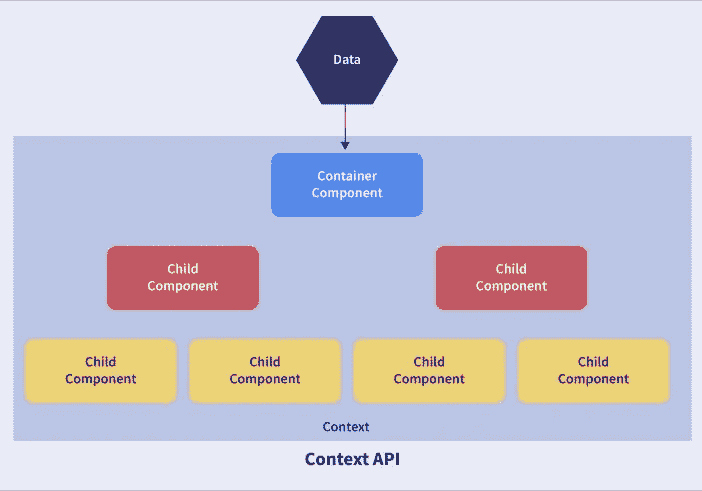 Data
Container
Component
Child
Component
Child
Component
Child
Component
Child
Component
Child
Component
Child
Component
Context
Context API